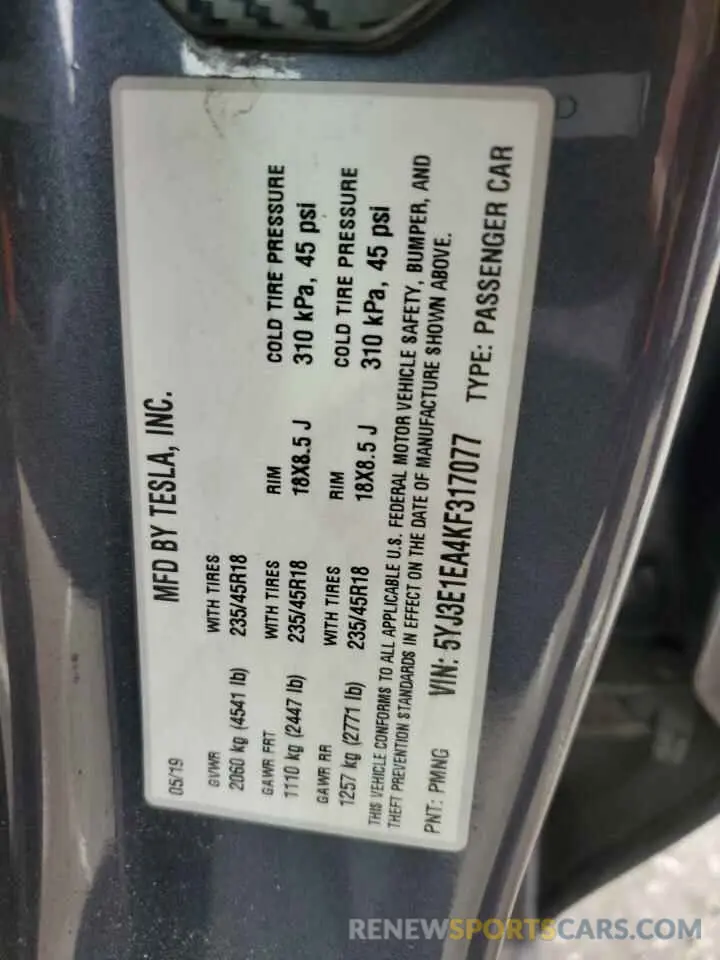 MFD BY TESLA, INC.
05/19
GVWR WITH TIRES
2060 kg (4541 lb) 235/45R18
GAWR FRT WITH TIRES RIM COLD TIRE PRESSURE
1110 kg (2447 lb) 235/45R18 18X8.5 J 310 kPa, 45 psi
GAWR RR WITH TIRES RIM COLD TIRE PRESSURE
1257 kg (2771 lb) 235/45R18 18X8.5 J 310 kPa, 45 psi
THIS VEHICLE CONFORMS TO ALL APPLICABLE U.S. FEDERAL MOTOR VEHICLE SAFETY, BUMPER, AND
THEFT PREVENTION STANDARDS IN EFFECT ON THE DATE OF MANUFACTURE SHOWN ABOVE.
PNT: PMNG VIN: 5YJ3E1EA4KF317077 TYPE: PASSENGER CAR
D
RENEWSPORTSCARS.COM